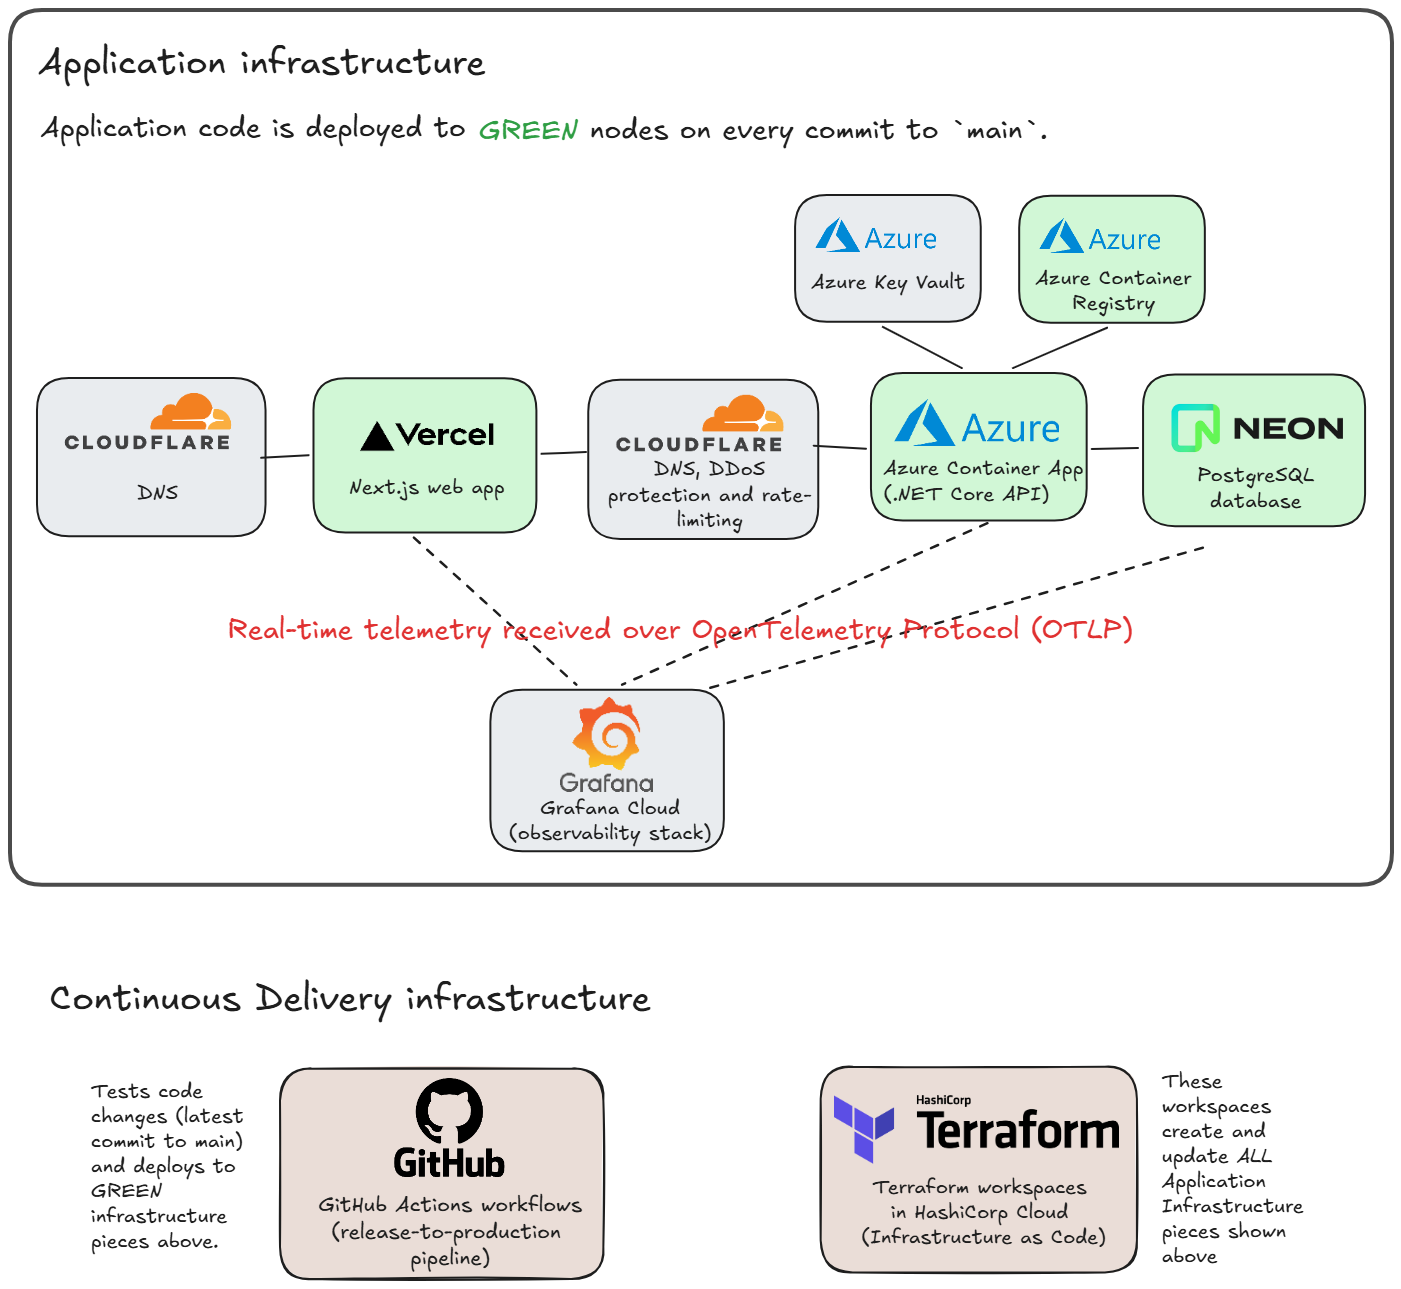 Application infrastructure
Application code is deployed to GREEN nodes on every commit to `main`.
Azure
Azure Key Vault
Azure
Azure Container
Registry
CLOUDFLARE
DNS
Vercel
Next.js web app
CLOUDFLARE
DNS, DDoS
protection and rate-
limiting
Azure
Azure Container App
(.NET Core API)
NEON
PostgreSQL
database
Real-time telemetry received over OpenTelemetry Protocol (OTLP)
Grafana
Grafana Cloud
(observability stack)
Continuous Delivery infrastructure
Tests code
changes (latest
commit to main)
and deploys to
GREEN
infrastructure
pieces above.
GitHub
GitHub Actions workflows
(release-to-production
pipeline)
HashiCorp
Terraform
Terraform workspaces
in HashiCorp Cloud
(Infrastructure as Code)
These
workspaces
create and
update ALL
Application
Infrastructure
pieces shown
above